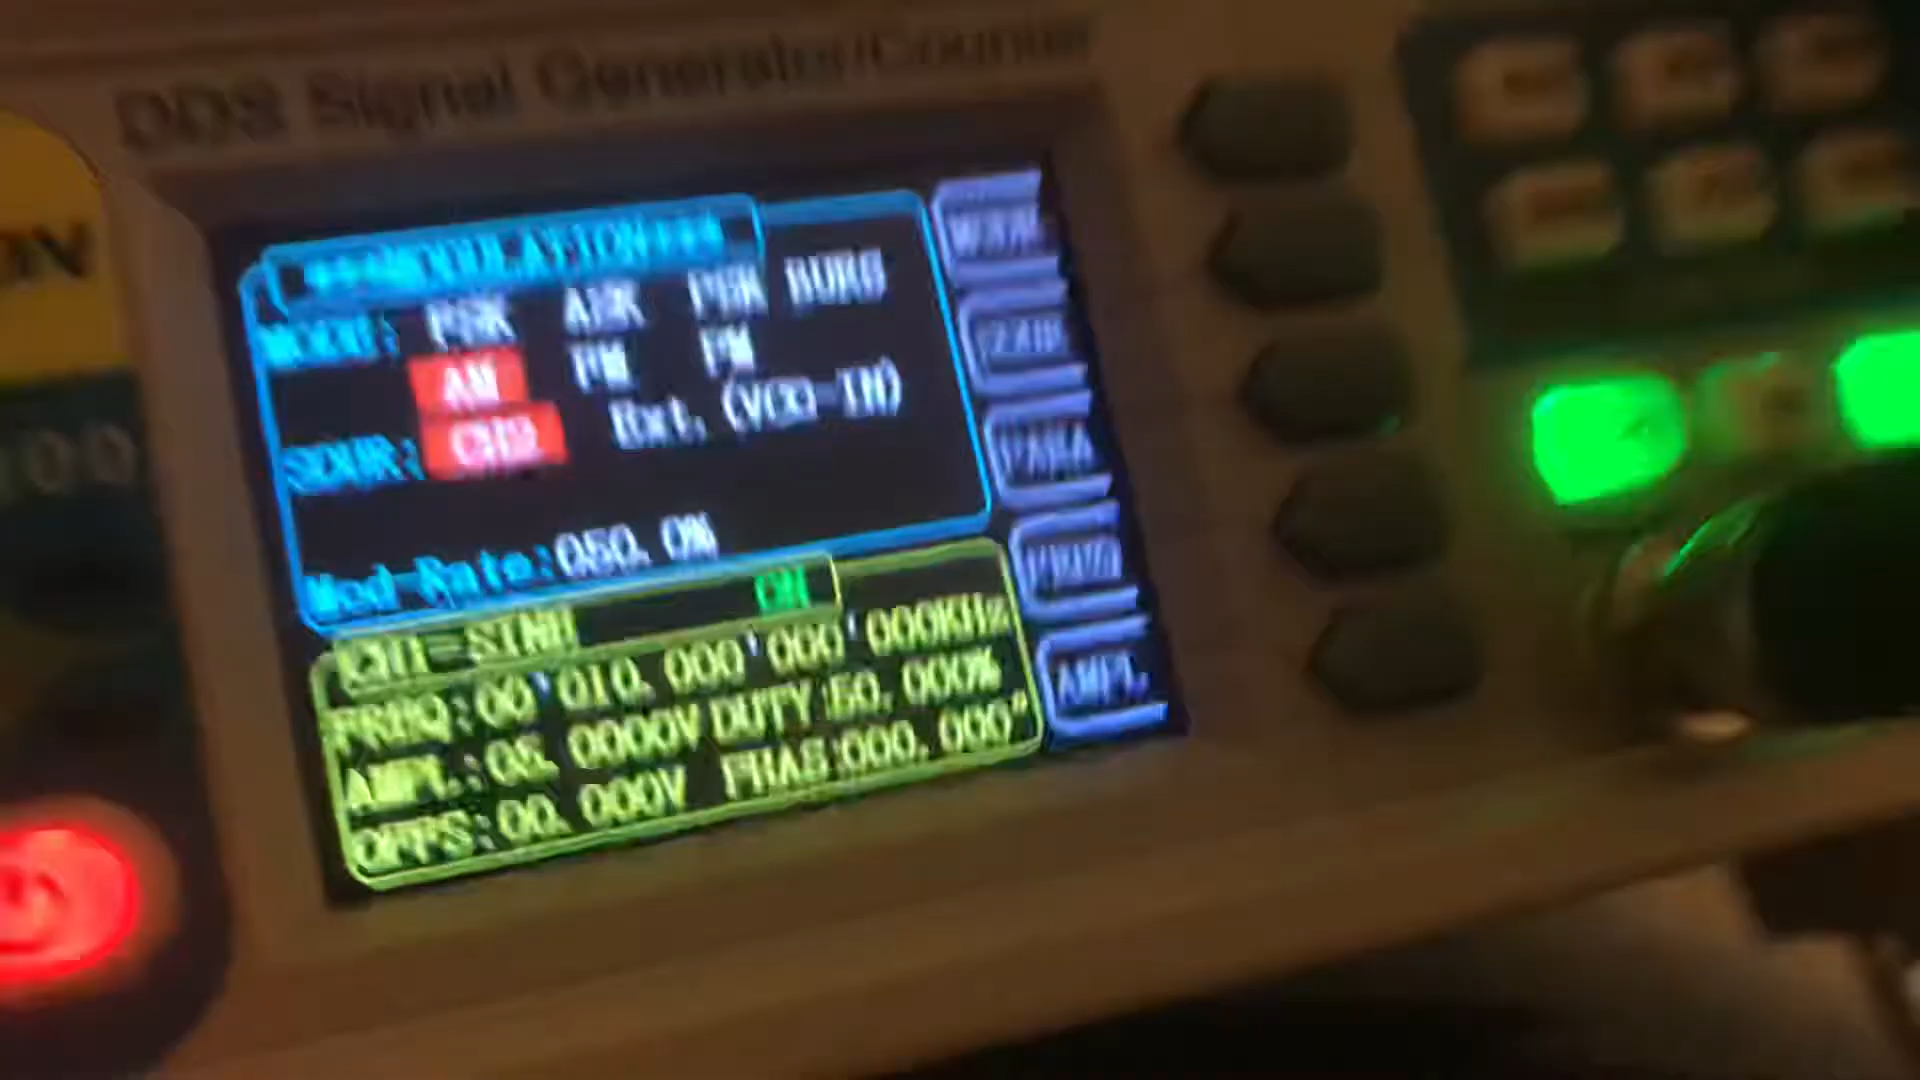 DDS Signal Generator/Counter
***MODULATION***
MODE: FSK ASK PSK BURS
AM FM PM
SOUR: CH2 Ext. (VCO-IN)
Mod-Rate:050.0%
CH1=SINE ON
FREQ:00'010.000'000'000KHz
AMPL:05.0000V DUTY:50.000%
OFFS:00.000V PHAS:000.000°
PARA
AMPL